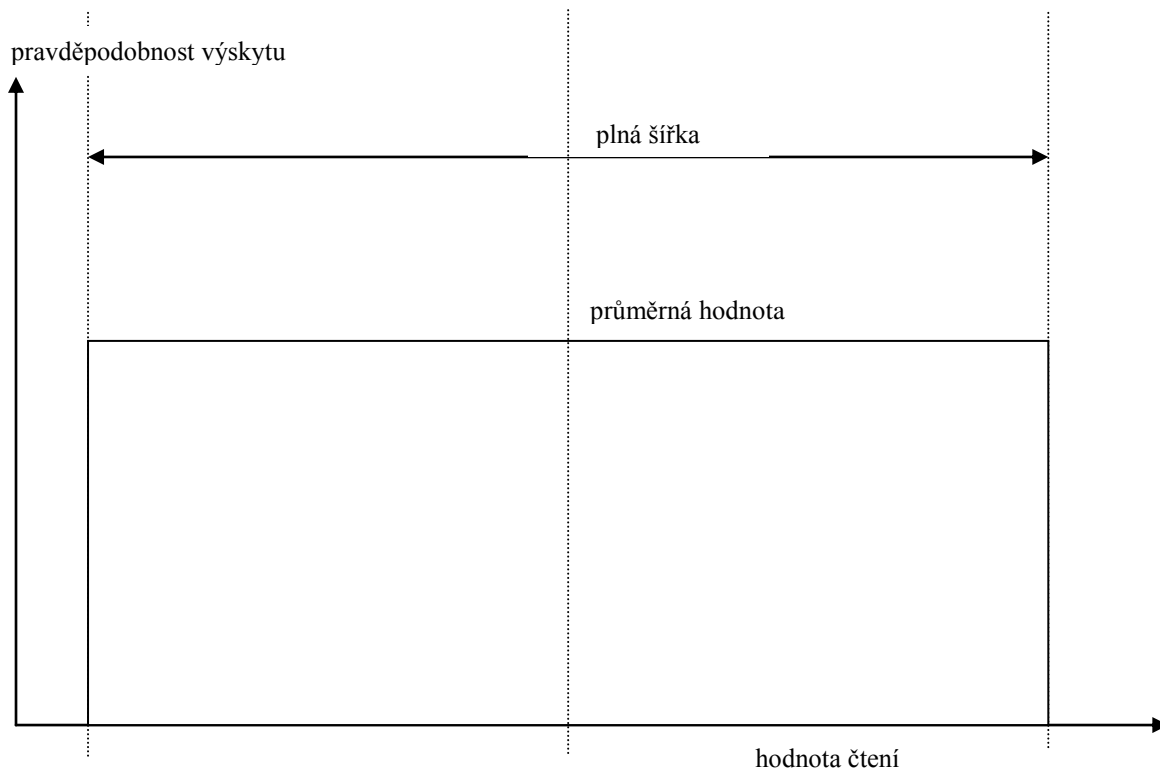 pravděpodobnost výskytu
plná šířka
průměrná hodnota
hodnota čtení